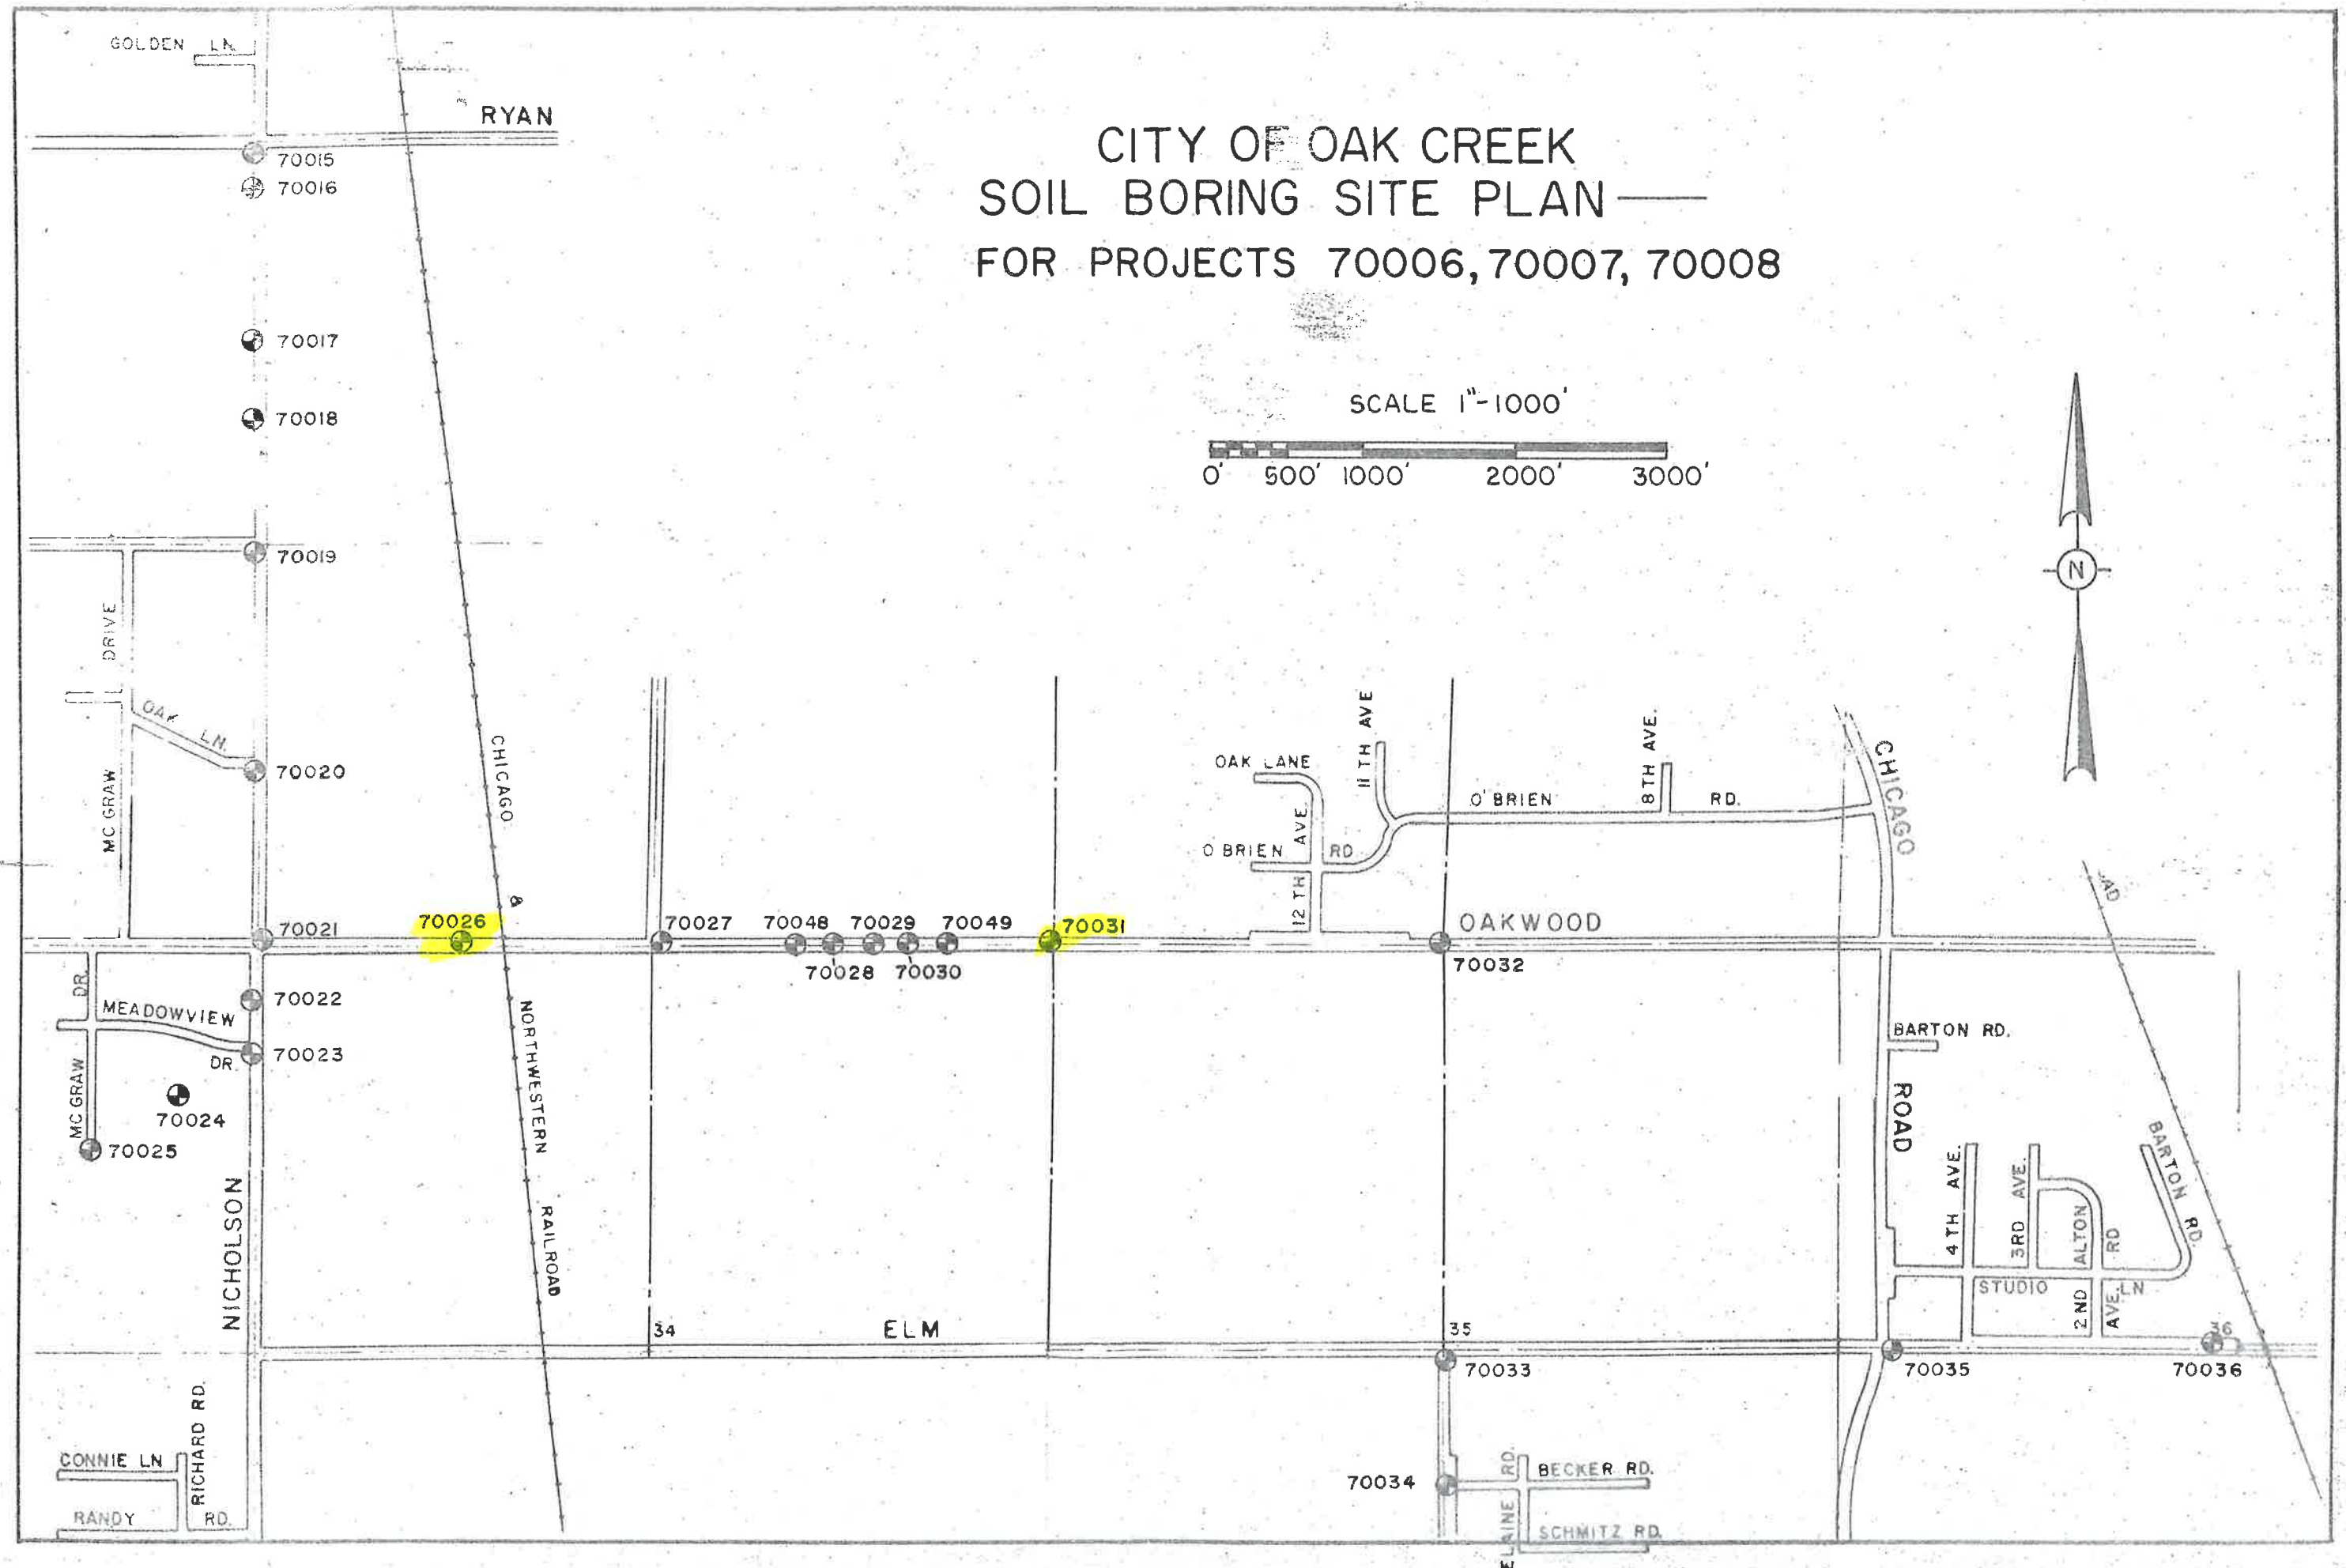 GOLDEN LN.
RYAN
CITY OF OAK CREEK
SOIL BORING SITE PLAN
FOR PROJECTS 70006, 70007, 70008
70015
70016
70017
70018
SCALE 1"-1000'
0' 500' 1000' 2000' 3000'
N
70019
DRIVE
OAK LN.
MC GRAW
70020
CHICAGO
&
NORTHWESTERN
RAILROAD
OAK LANE
11 TH AVE
8TH AVE.
O'BRIEN RD.
CHICAGO
ROAD
O BRIEN RD
12 TH AVE.
70021
70026
70027 70048 70029 70049
70028 70030
70031
OAKWOOD
70032
DR.
MC GRAW
MEADOWVIEW
DR.
70022
70023
70024
70025
NICHOLSON
BARTON RD.
4 TH AVE.
3RD AVE.
ALTON RD
BARTON RD.
STUDIO LN
2ND AVE.
34
ELM
35
36
70033
70035
70036
CONNIE LN
RICHARD RD.
RANDY RD.
70034
ELAINE RD.
BECKER RD.
SCHMITZ RD.